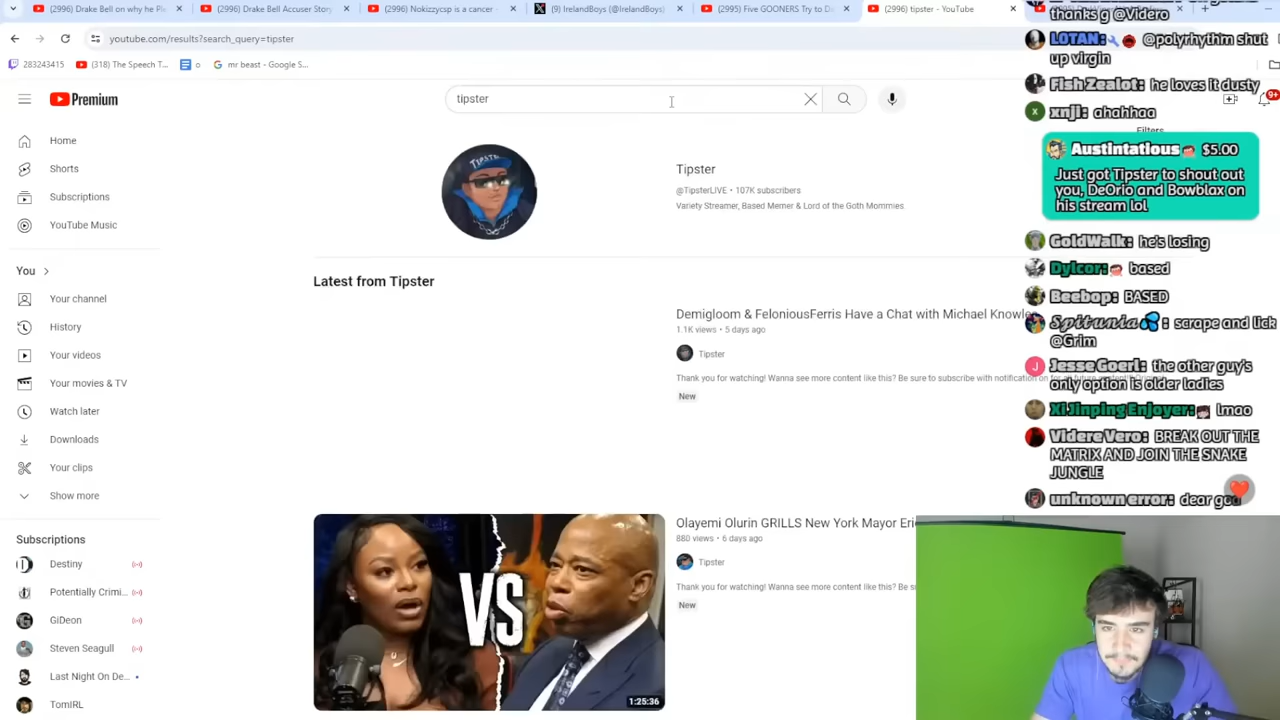 (2995) Drake Bell on why he Ple
(2996) Drake Bell Accuser Story
(2996) Nokizzycsp is a cancer
(9) IrelandBoys (@IrelandBoys)
(2995) Five GOONERS Try to D
(2996) tipster - YouTube
youtube.com/results?search_query=tipster
283243415
(318) The Speech T...
o
mr beast - Google S...
Premium
tipster
9+
Filters
Home
Shorts
Subscriptions
YouTube Music
You
Your channel
History
Your videos
Your movies & TV
Watch later
Downloads
Your clips
Show more
Subscriptions
Destiny
Potentially Crimi...
GIDeon
Steven Seagull
Last Night On De...
TomIRL
TIPSTER
Tipster
@TipsterLIVE • 107K subscribers
Variety Streamer, Based Memer & Lord of the Goth Mommies.
Latest from Tipster
Demigloom & FeloniousFerris Have a Chat with Michael Knowle
1.1K views • 5 days ago
Tipster
Thank you for watching! Wanna see more content like this? Be sure to subscribe with notification on
New
VS
1:25:36
Olayemi Olurin GRILLS New York Mayor Eri
880 views • 6 days ago
Tipster
Thank you for watching! Wanna see more content like this? Be s
New
thanks g @Videro
LOTAN: @polyrhythm shut
up virgin
Fish Zealot: he loves it dusty
x
xnjl: ahahhaa
Austintatious $5.00
Just got Tipster to shout out
you, DeOrio and Bowblax on
his stream lol
GoldWalk: he's losing
Dylcor: based
Beebop: BASED
Spitunia: scrape and lick
@Grim
J
Jesse Goerl: the other guy's
only option is older ladies
Xi Jinping Enjoyer: lmao
Videre Vero: BREAK OUT THE
MATRIX AND JOIN THE SNAKE
JUNGLE
unknown error: dear god